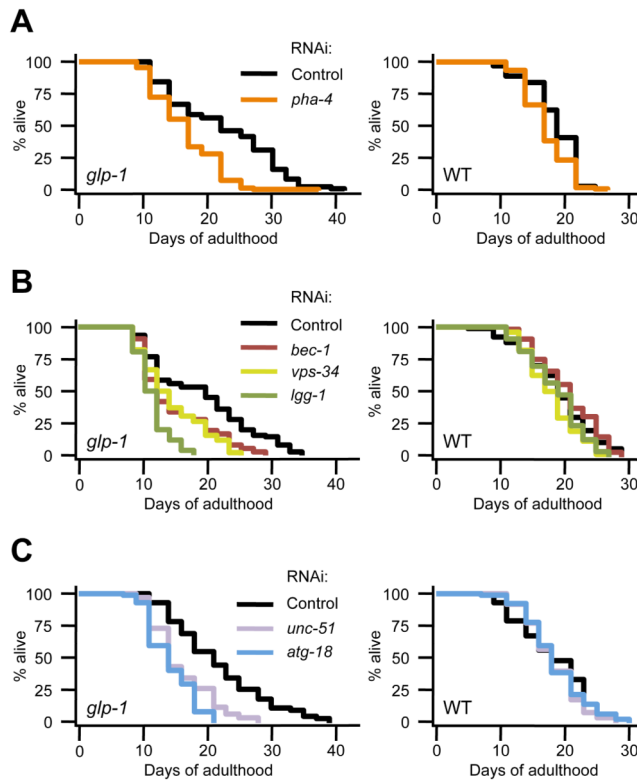 A
RNAi:
Control
pha-4
% alive
100
75
50
25
0
glp-1
0 10 20 30 40
Days of adulthood
% alive
100
75
50
25
0
WT
0 10 20 30
Days of adulthood
B
RNAi:
Control
bec-1
vps-34
lgg-1
% alive
100
75
50
25
0
glp-1
0 10 20 30 40
Days of adulthood
% alive
100
75
50
25
0
WT
0 10 20 30
Days of adulthood
C
RNAi:
Control
unc-51
atg-18
% alive
100
75
50
25
0
glp-1
0 10 20 30 40
Days of adulthood
% alive
100
75
50
25
0
WT
0 10 20 30
Days of adulthood